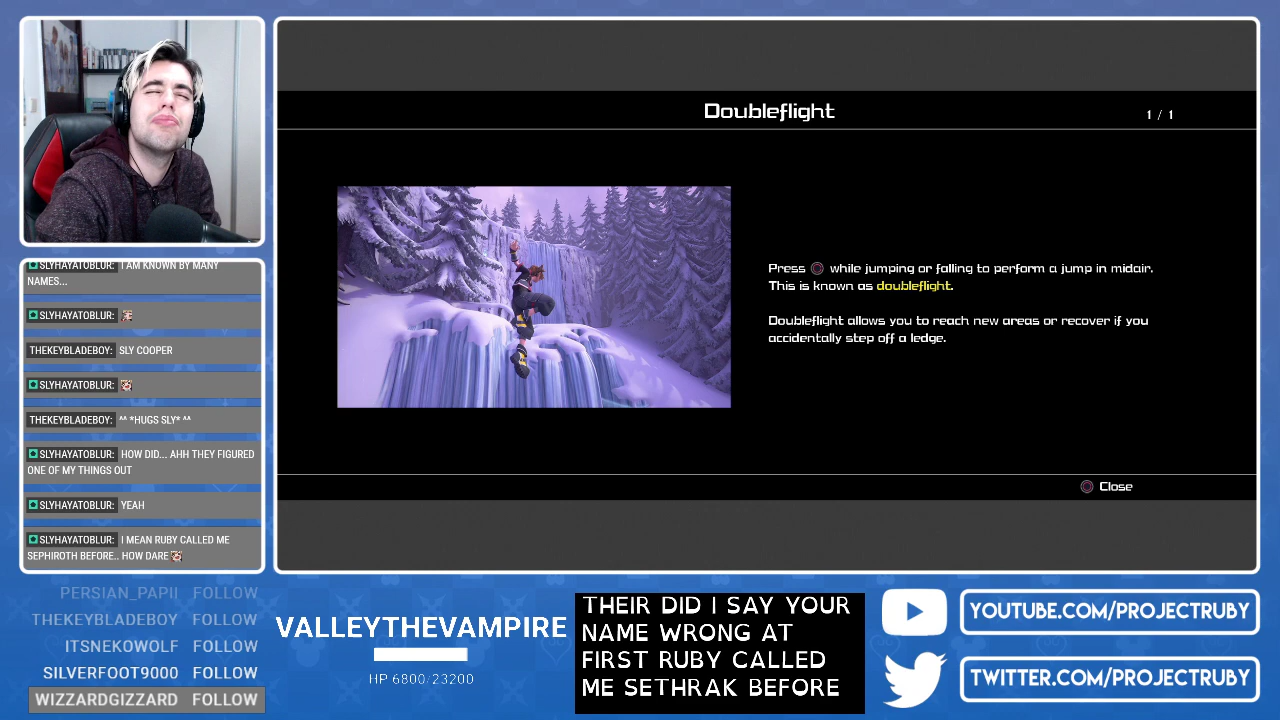 Doubleflight
1 / 1
Press while jumping or falling to perform a jump in midair.
This is known as doubleflight.
Doubleflight allows you to reach new areas or recover if you
accidentally step off a ledge.
Close
SLYHAYATOBLUR: I AM KNOWN BY MANY
NAMES...
SLYHAYATOBLUR:
THEKEYBLADEBOY: SLY COOPER
SLYHAYATOBLUR:
THEKEYBLADEBOY: ^^ *HUGS SLY* ^^
SLYHAYATOBLUR: HOW DID... AHH THEY FIGURED
ONE OF MY THINGS OUT
SLYHAYATOBLUR: YEAH
SLYHAYATOBLUR: I MEAN RUBY CALLED ME
SEPHIROTH BEFORE.. HOW DARE
PERSIAN_PAPII FOLLOW
THEKEYBLADEBOY FOLLOW
ITSNEKOWOLF FOLLOW
SILVERFOOT9000 FOLLOW
WIZZARDGIZZARD FOLLOW
VALLEYTHEVAMPIRE
HP 6800/23200
THEIR DID I SAY YOUR
NAME WRONG AT
FIRST RUBY CALLED
ME SETHRAK BEFORE
YOUTUBE.COM/PROJECTRUBY
TWITTER.COM/PROJECTRUBY